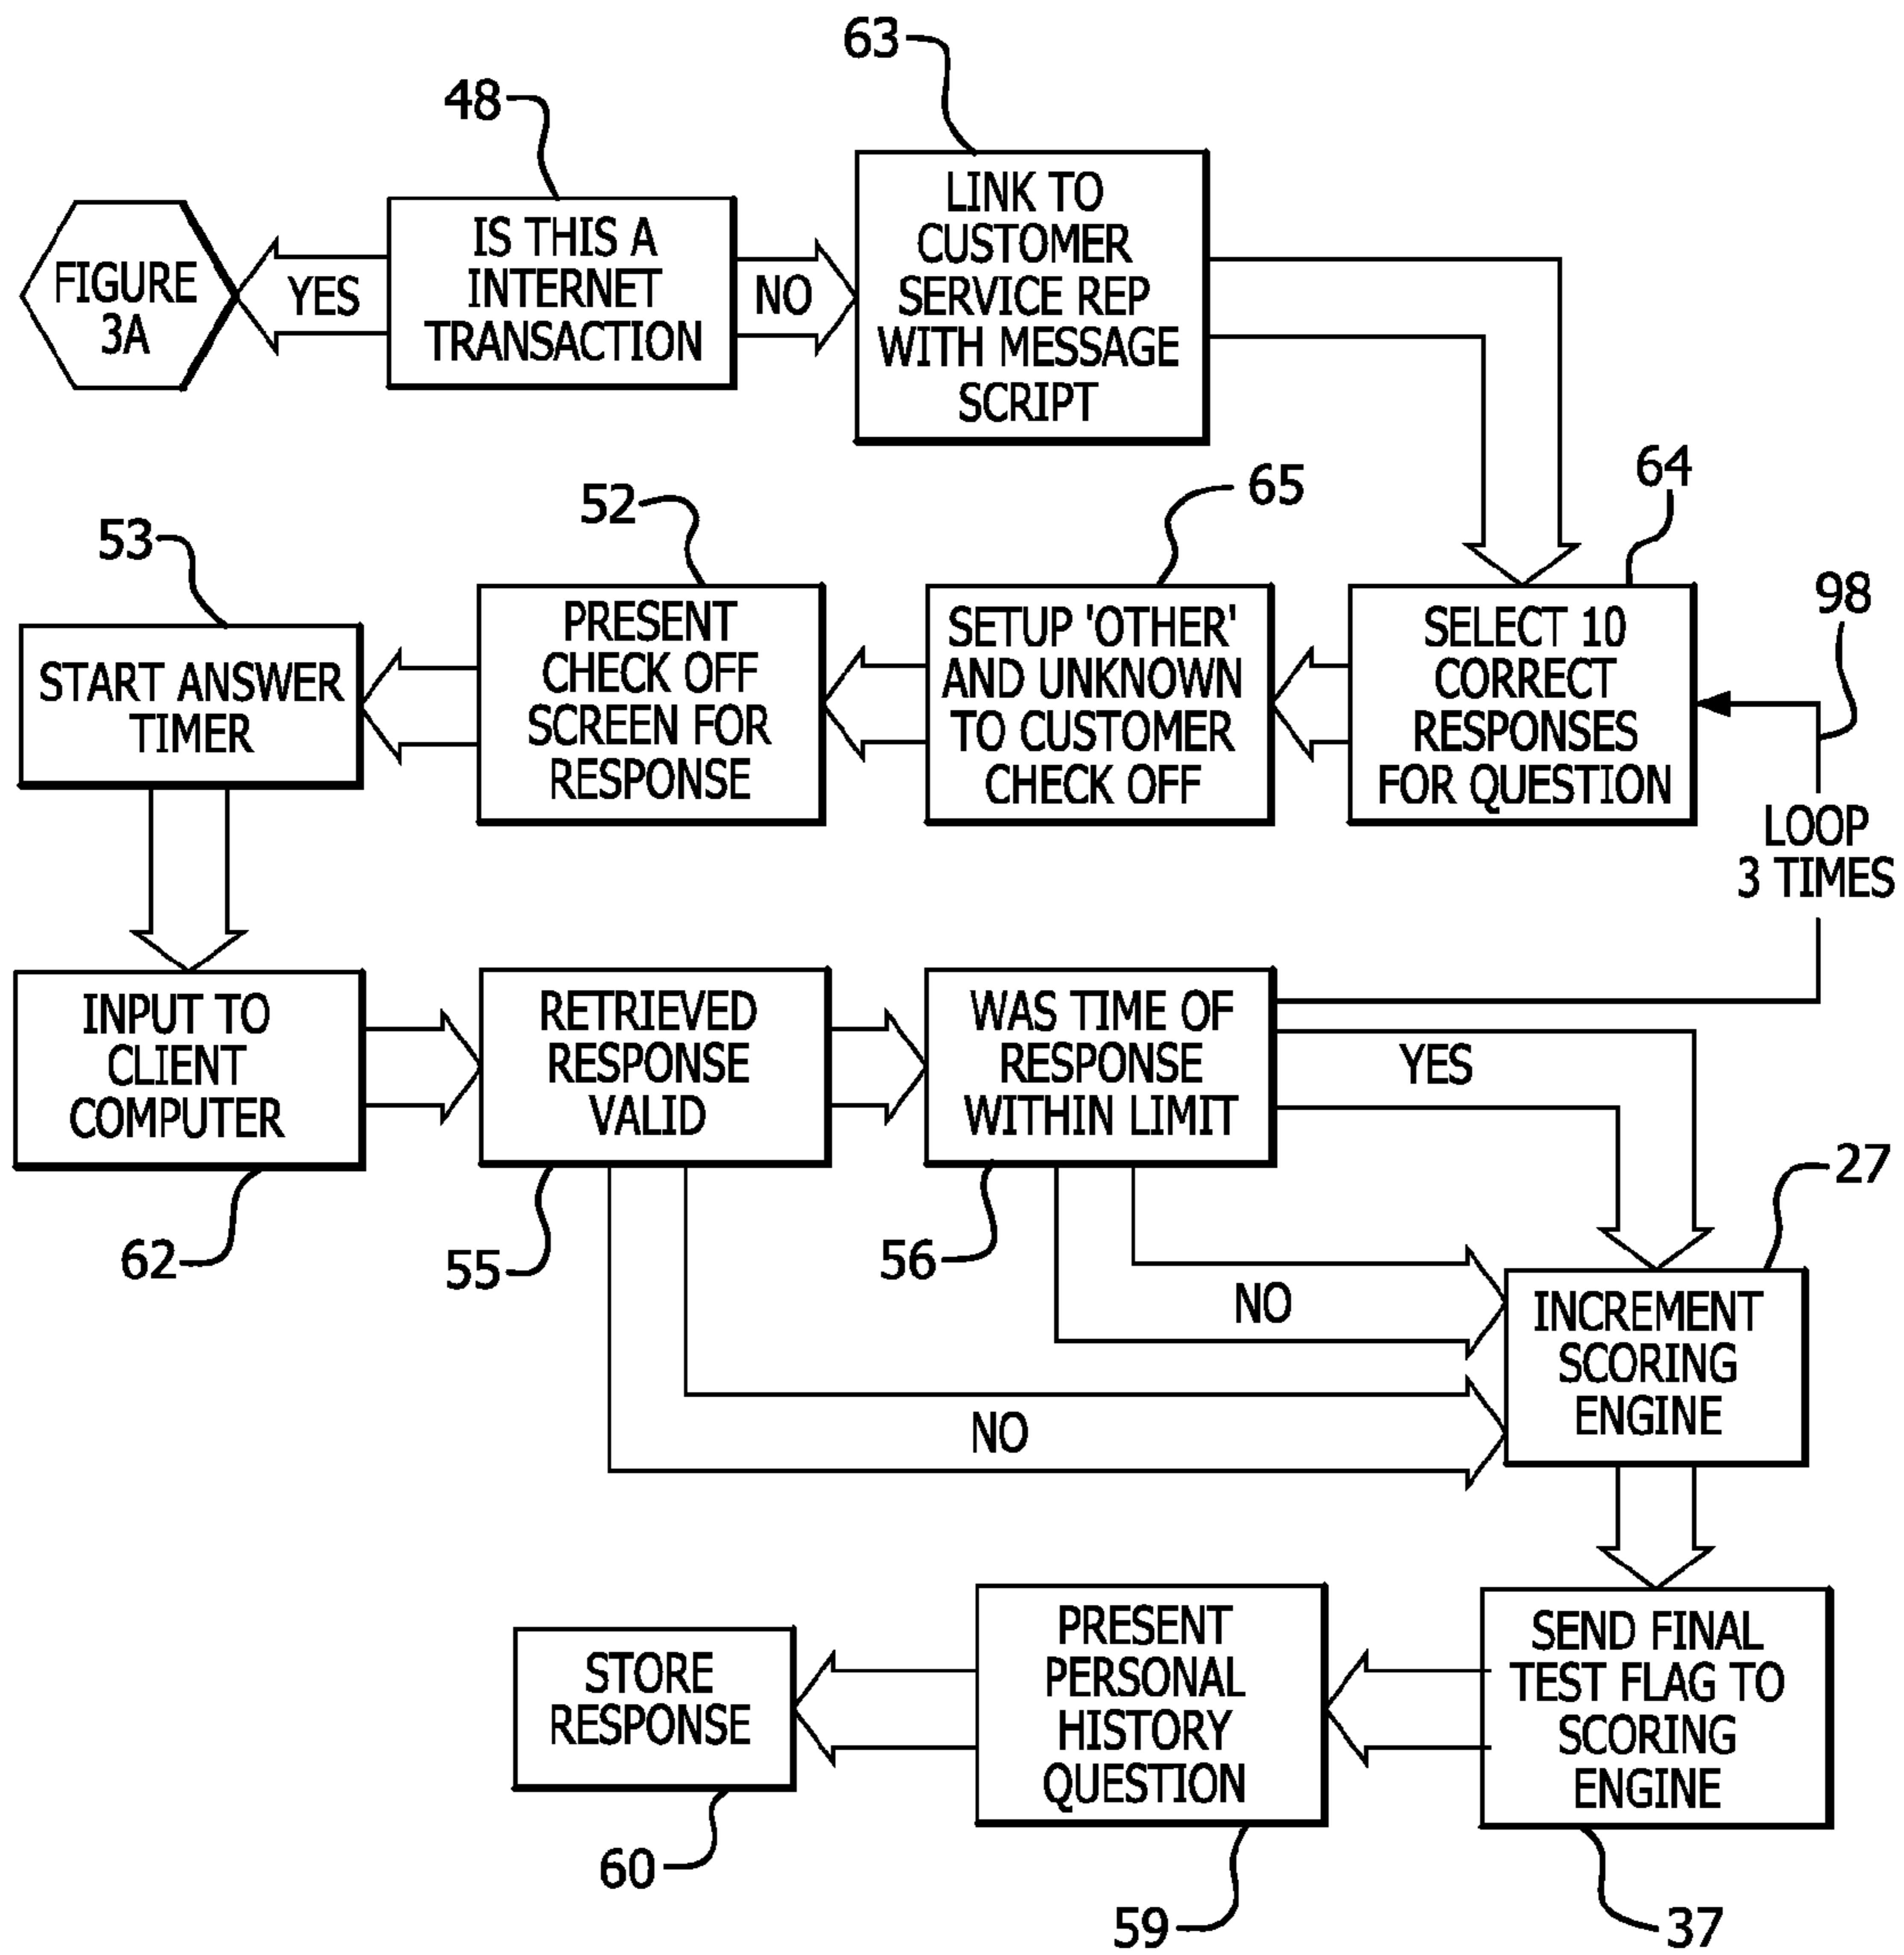 63
48
FIGURE
3A
YES
IS THIS A
INTERNET
TRANSACTION
NO
LINK TO
CUSTOMER
SERVICE REP
WITH MESSAGE
SCRIPT
53
52
65
64
98
START ANSWER
TIMER
PRESENT
CHECK OFF
SCREEN FOR
RESPONSE
SETUP 'OTHER'
AND UNKNOWN
TO CUSTOMER
CHECK OFF
SELECT 10
CORRECT
RESPONSES
FOR QUESTION
LOOP
3 TIMES
INPUT TO
CLIENT
COMPUTER
RETRIEVED
RESPONSE
VALID
WAS TIME OF
RESPONSE
WITHIN LIMIT
YES
62
55
56
27
NO
NO
INCREMENT
SCORING
ENGINE
STORE
RESPONSE
PRESENT
PERSONAL
HISTORY
QUESTION
SEND FINAL
TEST FLAG TO
SCORING
ENGINE
60
59
37